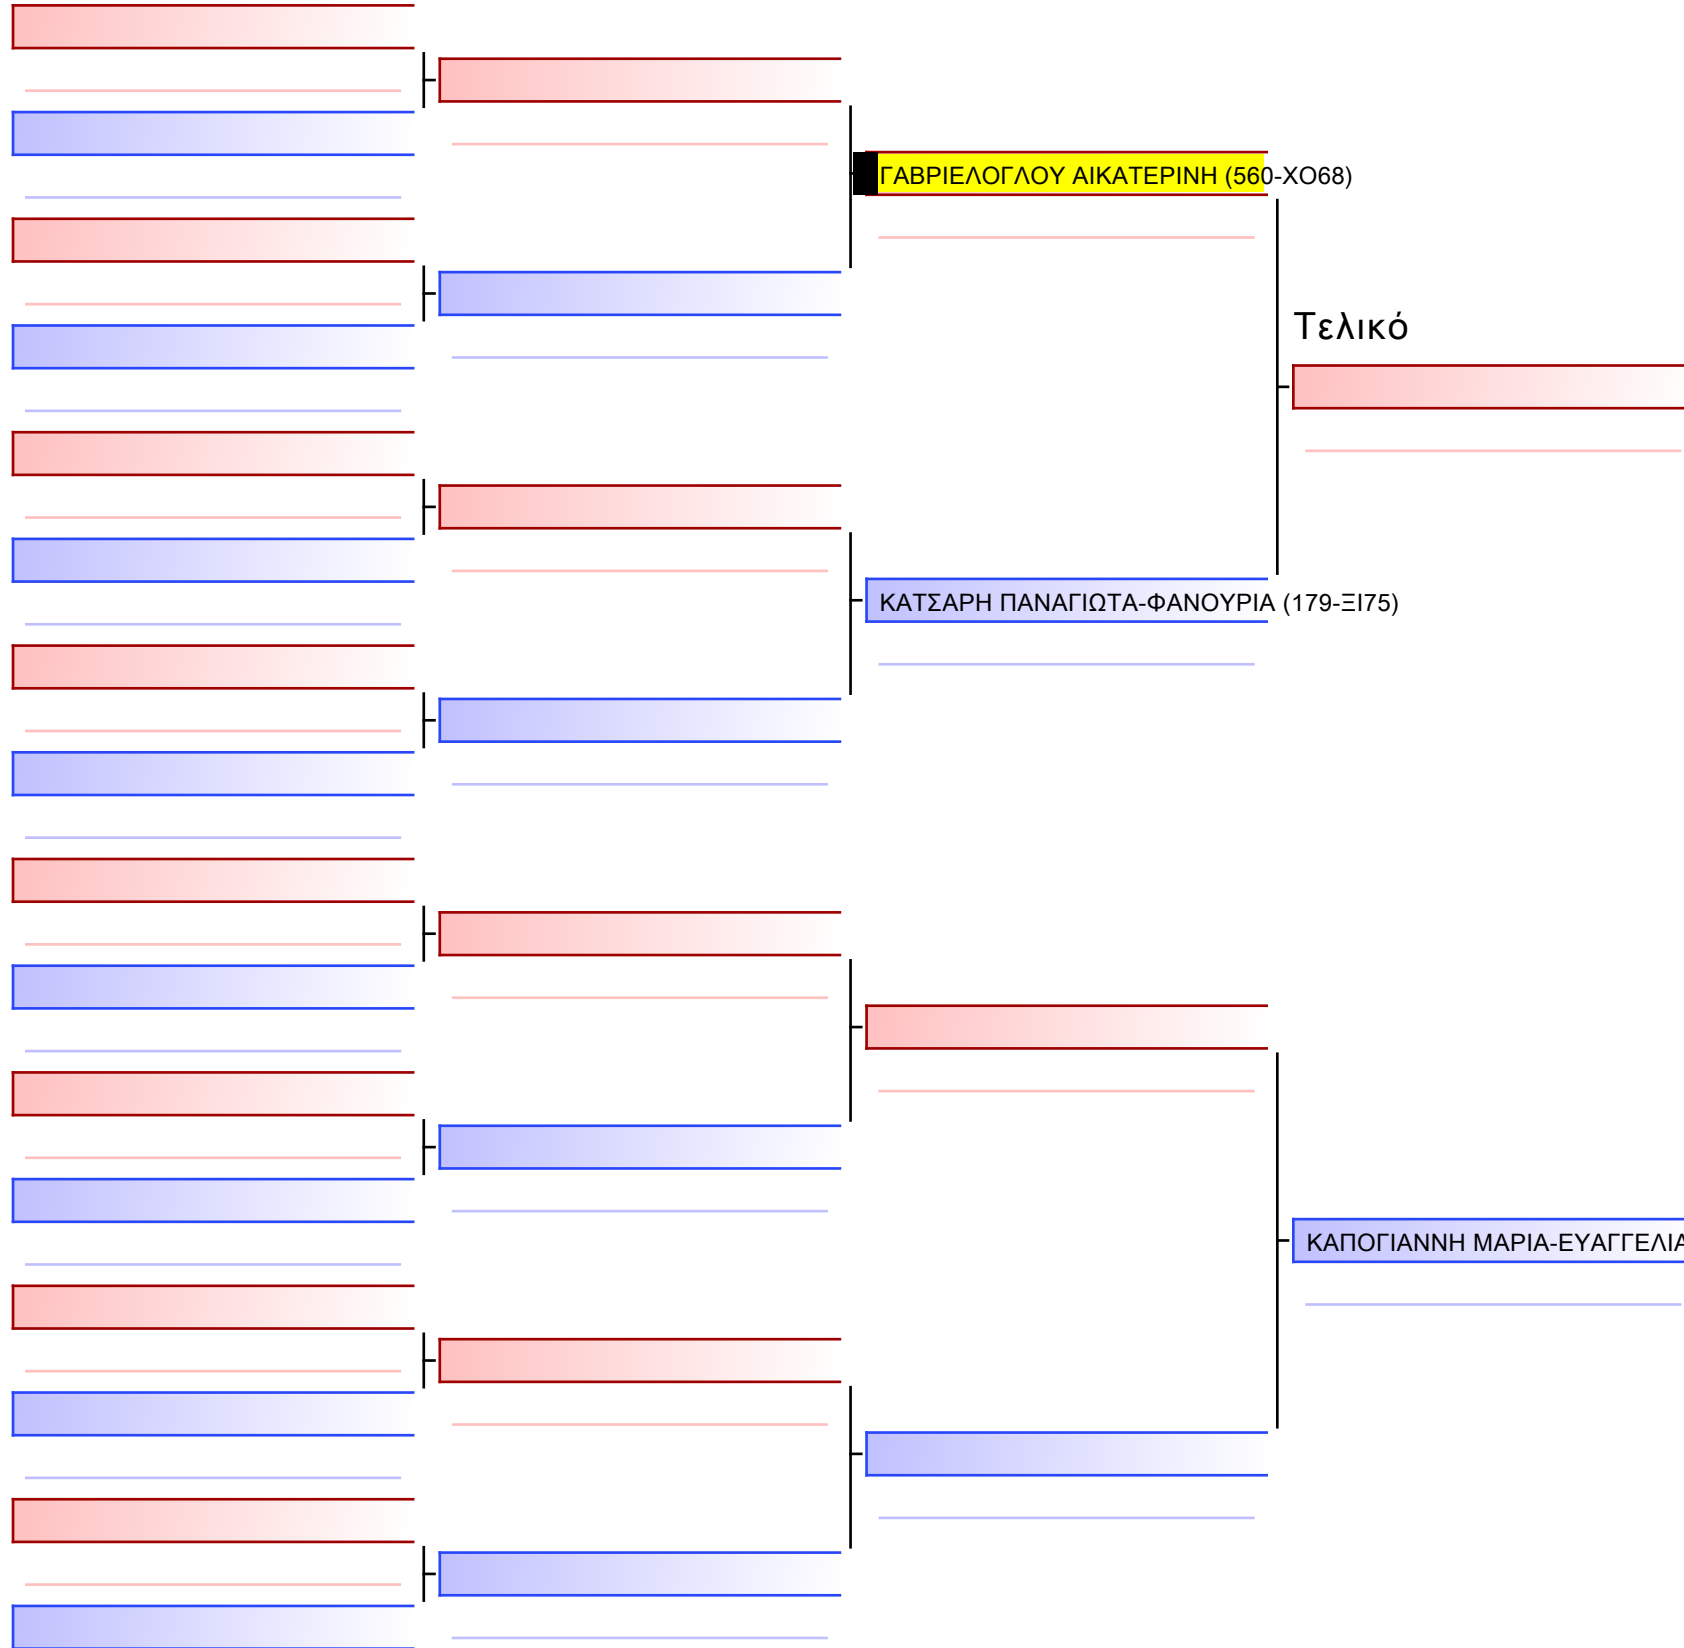 ΓΑΒΡΙΕΛΟΓΛΟΥ ΑΙΚΑΤΕΡΙΝΗ (560-ΧΟ68)
Τελικό
ΚΑΤΣΑΡΗ ΠΑΝΑΓΙΩΤΑ-ΦΑΝΟΥΡΙΑ (179-ΞΙ75)
ΚΑΠΟΓΙΑΝΝΗ ΜΑΡΙΑ-ΕΥΑΓΓΕΛΙΑ